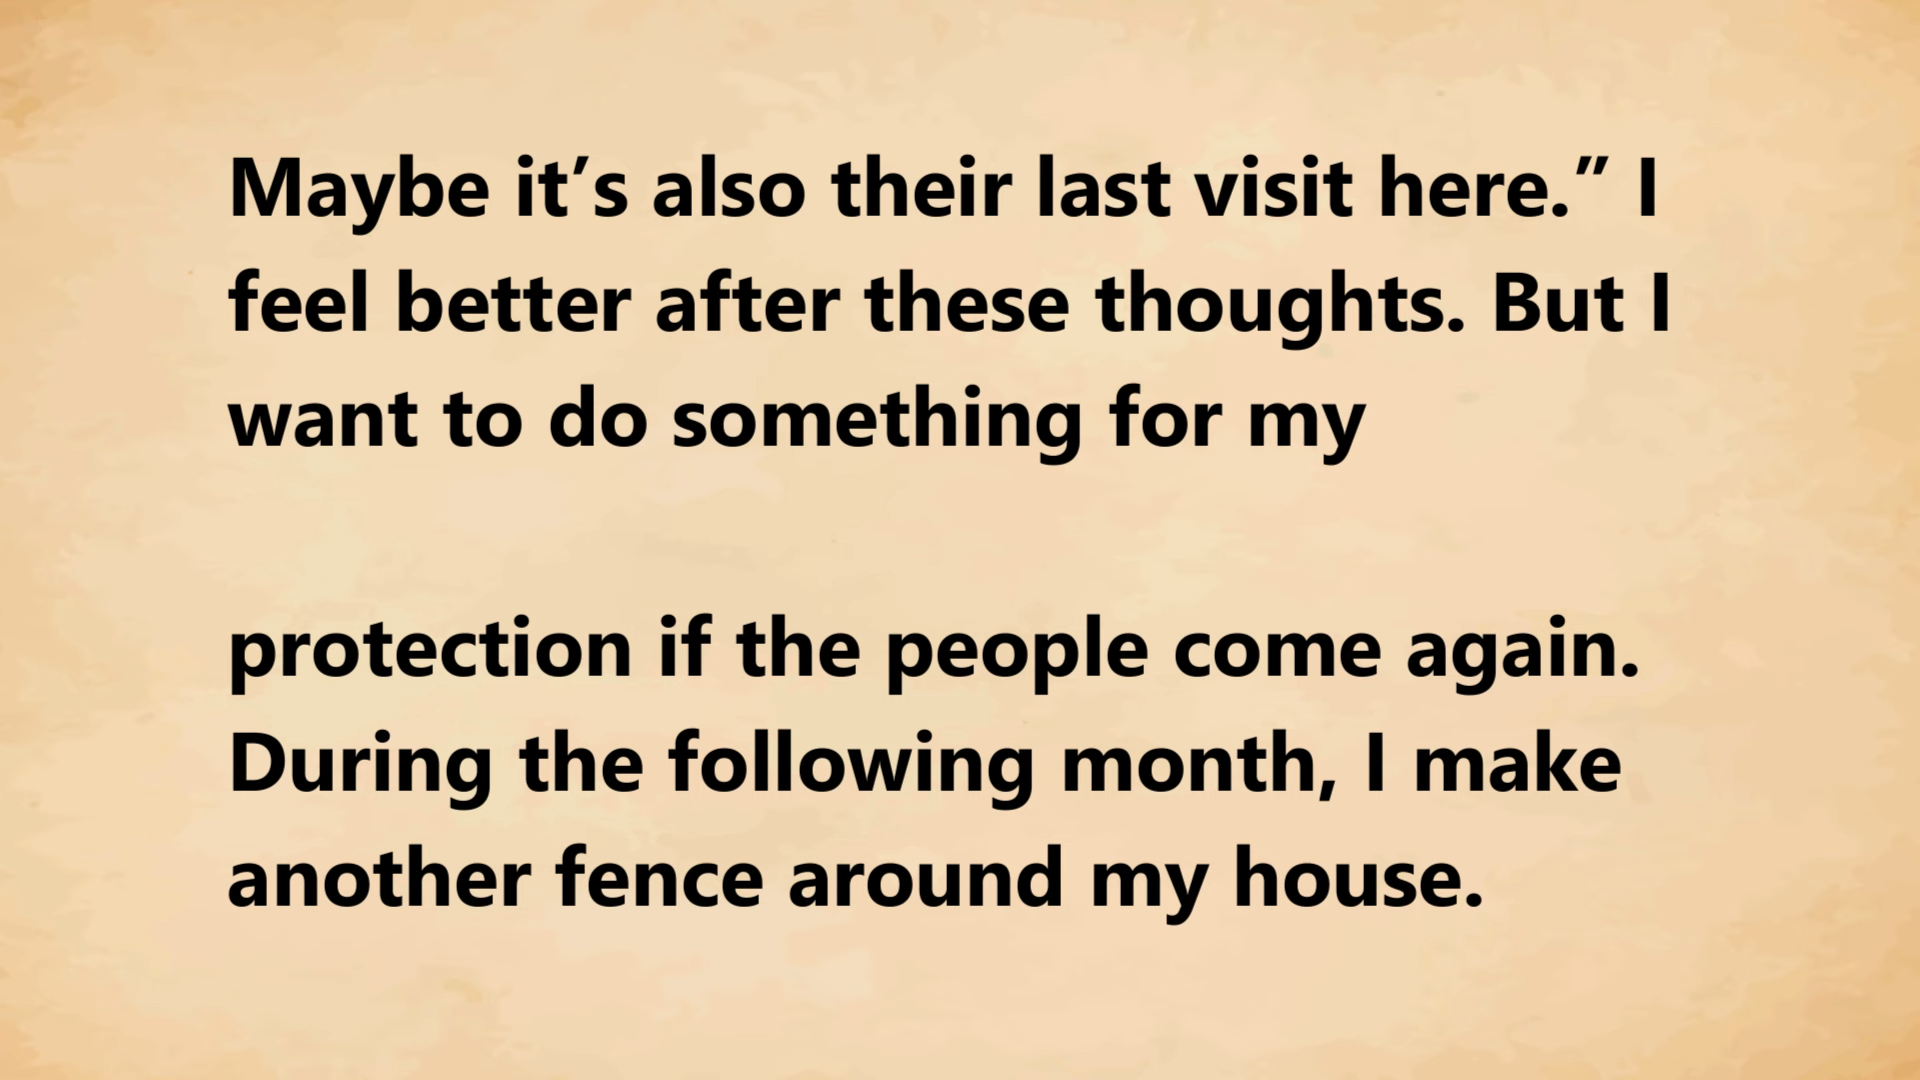 Maybe it’s also their last visit here.” I
feel better after these thoughts. But I
want to do something for my
protection if the people come again.
During the following month, I make
another fence around my house.